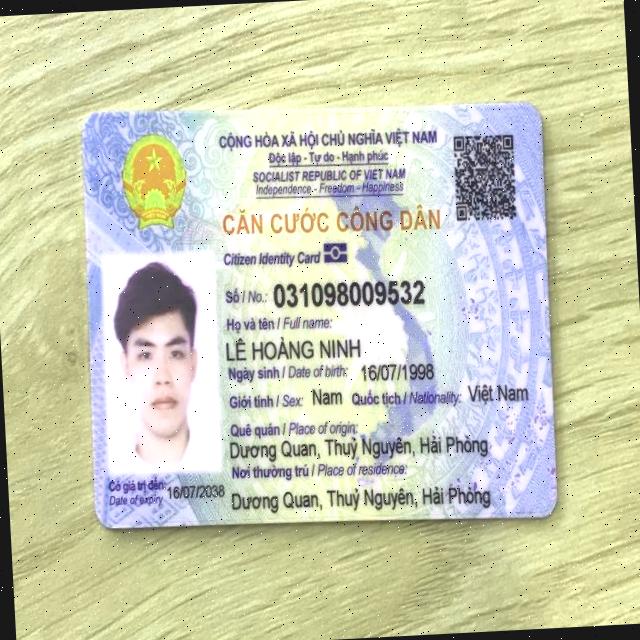 CỘNG HÒA XÃ HỘI CHỦ NGHĨA VIỆT NAM
Độc lập - Tự do - Hạnh phúc
SOCIALIST REPUBLIC OF VIET NAM
Independence - Freedom - Happiness
CĂN CƯỚC CÔNG DÂN
Citizen Identity Card
Số / No.: 031098009532
Họ và tên / Full name:
LÊ HOÀNG NINH
Ngày sinh / Date of birth: 16/07/1998
Giới tính / Sex: Nam Quốc tịch / Nationality: Việt Nam
Quê quán / Place of origin:
Dương Quan, Thuỷ Nguyên, Hải Phòng
Nơi thường trú / Place of residence:
Dương Quan, Thuỷ Nguyên, Hải Phòng
Có giá trị đến: 16/07/2038
Date of expiry